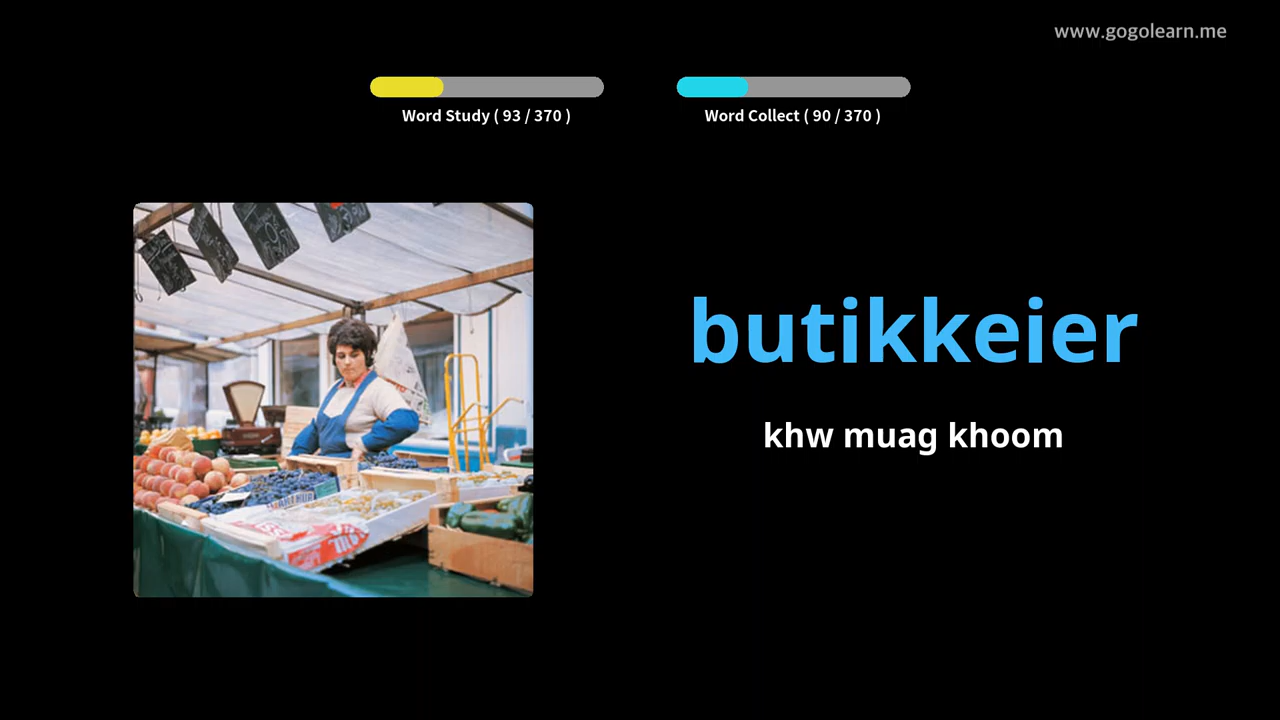 www.gogolearn.me
Word Study ( 93 / 370 )
Word Collect ( 90 / 370 )
butikkeier
khw muag khoom